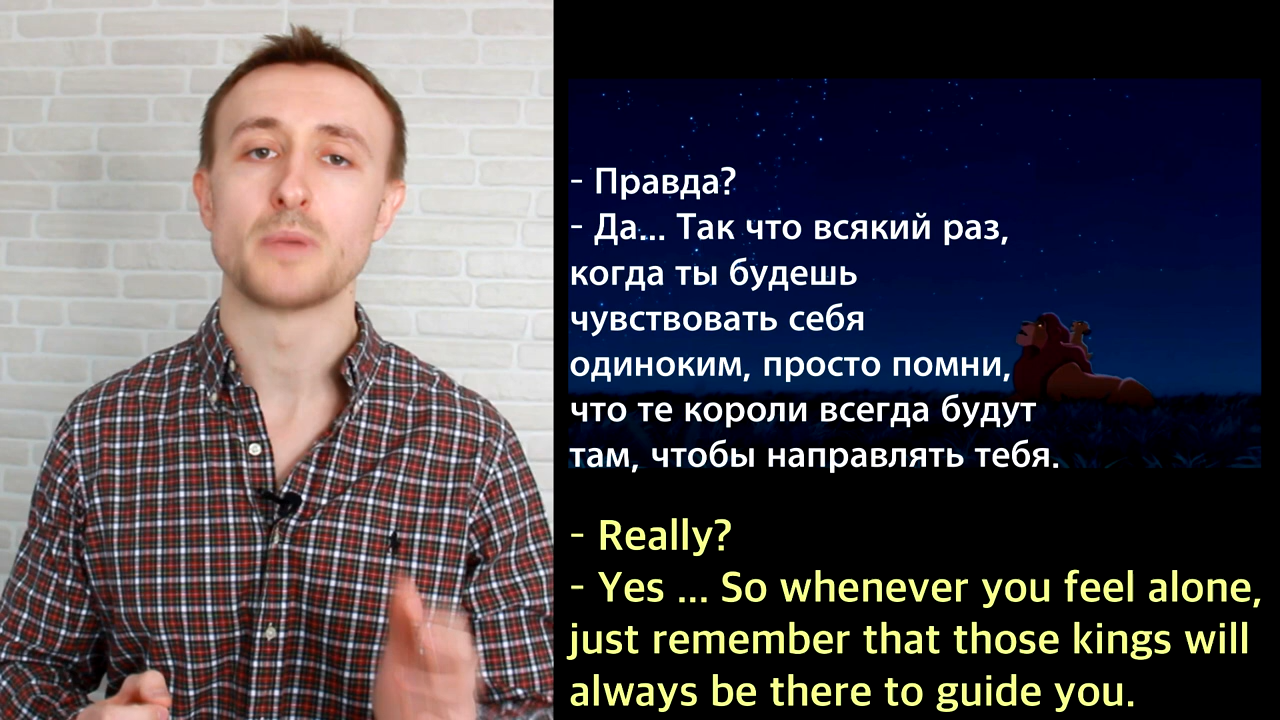 - Правда?
- Да... Так что всякий раз,
когда ты будешь
чувствовать себя
одиноким, просто помни,
что те короли всегда будут
там, чтобы направлять тебя.
- Really?
- Yes ... So whenever you feel alone,
just remember that those kings will
always be there to guide you.